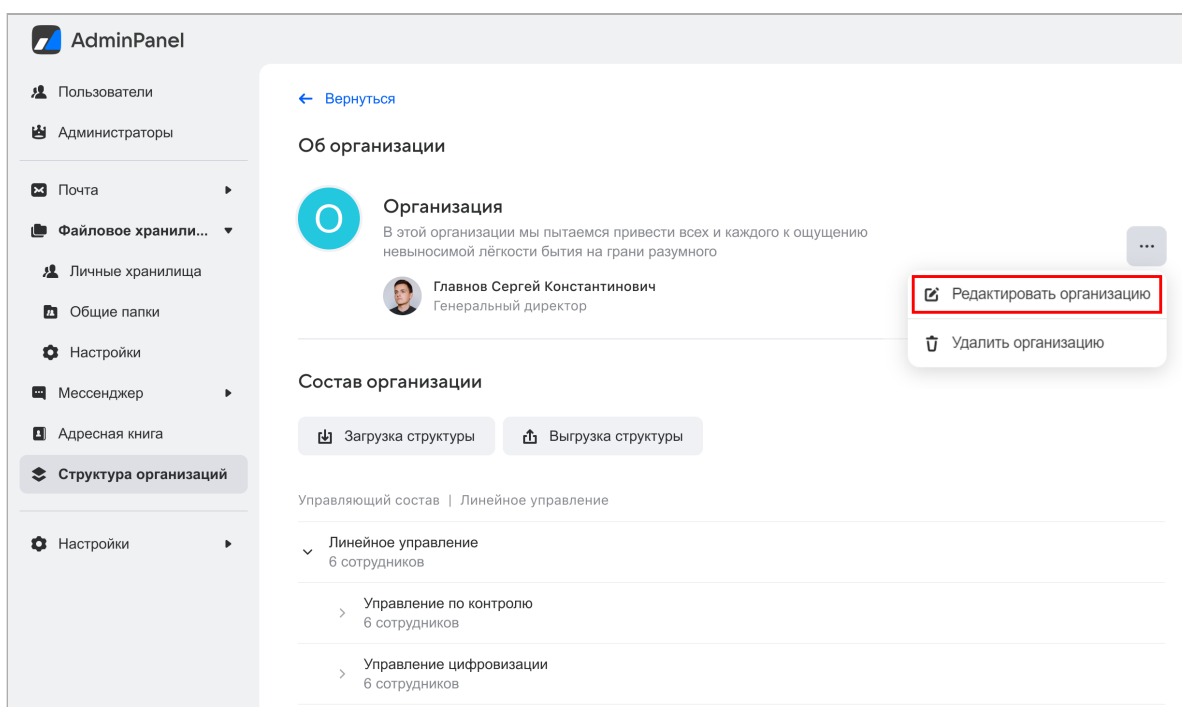 AdminPanel
Пользователи
Администраторы
Почта
Файловое хранили...
Личные хранилища
Общие папки
Настройки
Мессенджер
Адресная книга
Структура организаций
Настройки
Вернуться
Об организации
О
Организация
В этой организации мы пытаемся привести всех и каждого к ощущению
невыносимой лёгкости бытия на грани разумного
Главнов Сергей Константинович
Генеральный директор
...
Редактировать организацию
Удалить организацию
Состав организации
Загрузка структуры
Выгрузка структуры
Управляющий состав | Линейное управление
Линейное управление
6 сотрудников
Управление по контролю
6 сотрудников
Управление цифровизации
6 сотрудников